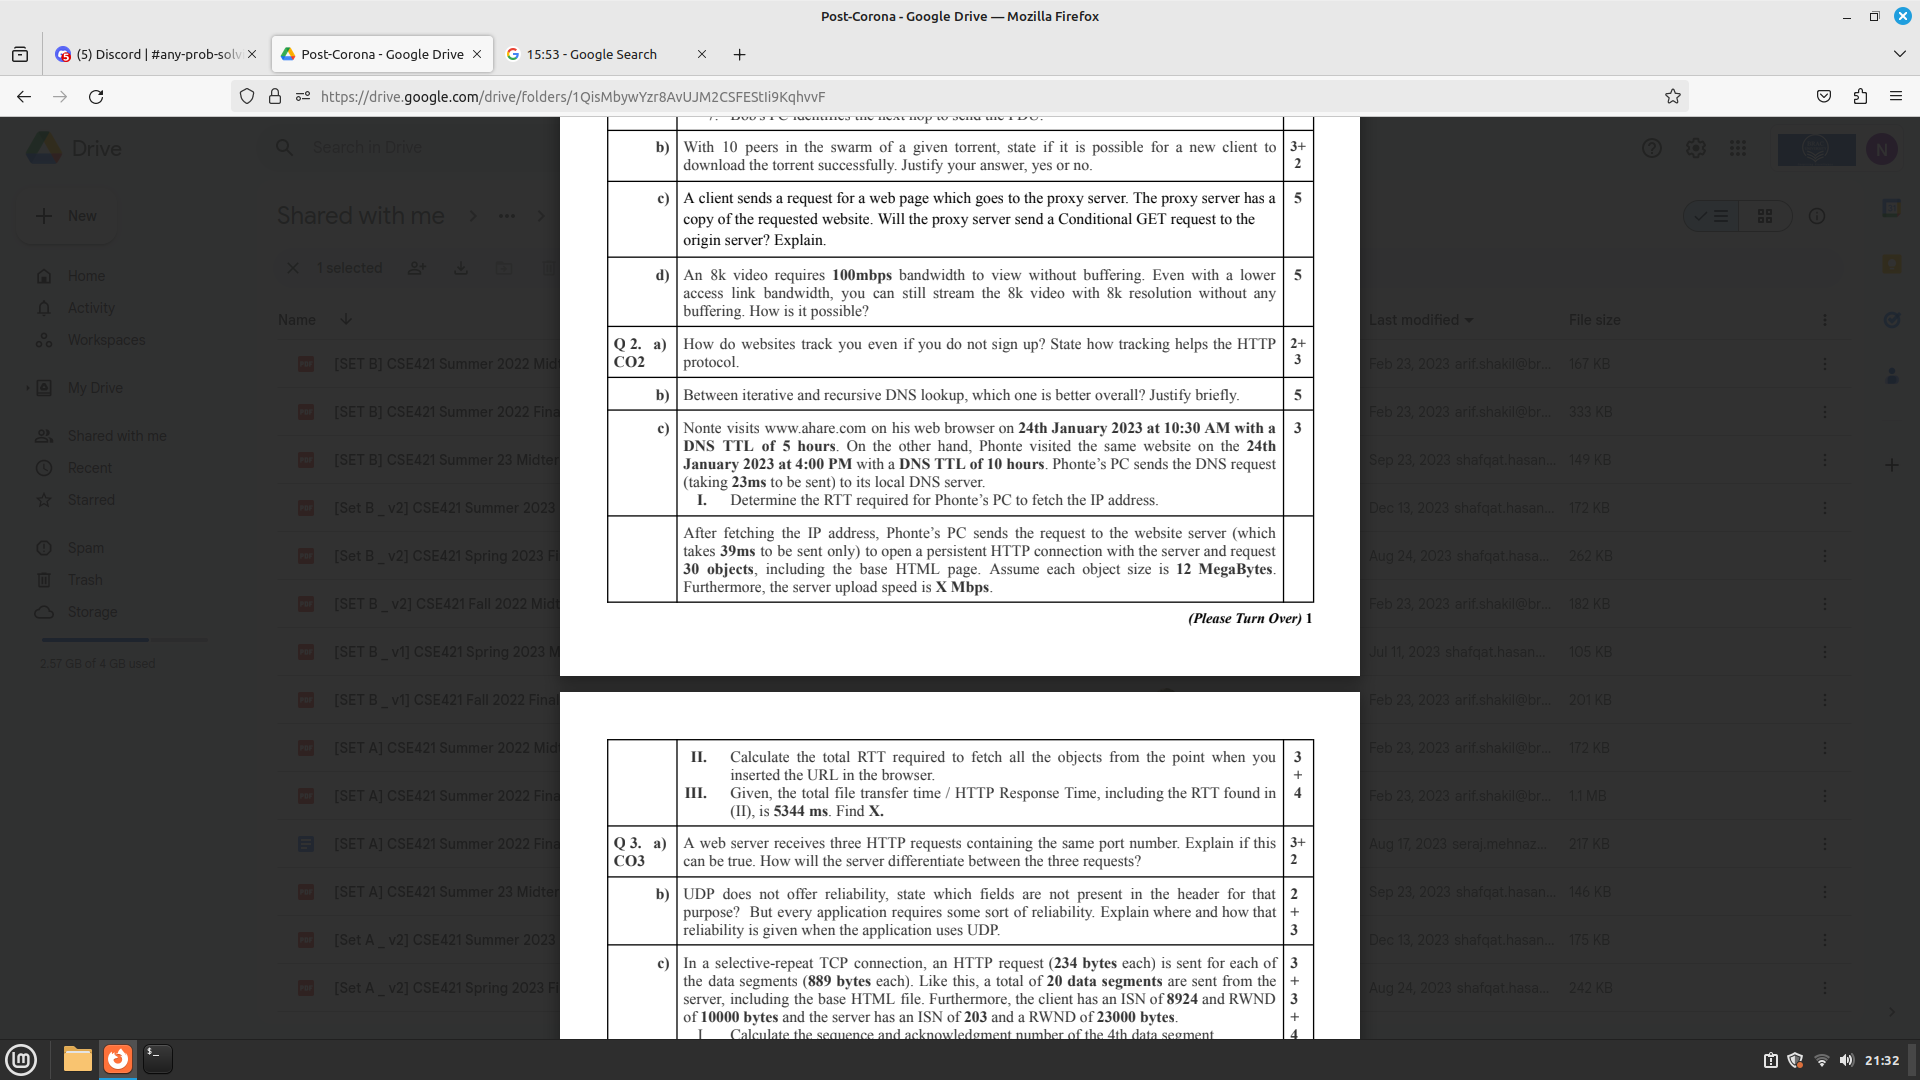 Post-Corona - Google Drive — Mozilla Firefox
(5) Discord | #any-prob-solv
Post-Corona - Google Drive
15:53 - Google Search
https://drive.google.com/drive/folders/1QisMbywYzr8AvUJM2CSFEStIi9KqhvvF
Drive
Search in Drive
N
New
Shared with me
1 selected
Home
Activity
Workspaces
My Drive
Shared with me
Recent
Starred
Spam
Trash
Storage
2.57 GB of 4 GB used
Name
Last modified
File size
[SET B] CSE421 Summer 2022 Midt
Feb 23, 2023 arif.shakil@br...
167 KB
[SET B] CSE421 Summer 2022 Fina
Feb 23, 2023 arif.shakil@br...
333 KB
[SET B] CSE421 Summer 23 Midter
Sep 23, 2023 shafqat.hasan...
149 KB
[Set B _ v2] CSE421 Summer 2023
Dec 13, 2023 shafqat.hasan...
172 KB
[Set B _ v2] CSE421 Spring 2023 Fi
Aug 24, 2023 shafqat.hasa...
262 KB
[SET B _ v2] CSE421 Fall 2022 Midt
Feb 23, 2023 arif.shakil@br...
182 KB
[SET B _ v1] CSE421 Spring 2023 M
Jul 11, 2023 shafqat.hasan...
105 KB
[SET B _ v1] CSE421 Fall 2022 Final
Feb 23, 2023 arif.shakil@br...
201 KB
[SET A] CSE421 Summer 2022 Mid
Feb 23, 2023 arif.shakil@br...
172 KB
[SET A] CSE421 Summer 2022 Fina
Feb 23, 2023 arif.shakil@br...
1.1 MB
[SET A] CSE421 Summer 2022 Fina
Aug 17, 2023 seraj.mehnaz...
217 KB
[SET A] CSE421 Summer 23 Midter
Sep 23, 2023 shafqat.hasan...
146 KB
[Set A _ v2] CSE421 Summer 2023
Dec 13, 2023 shafqat.hasan...
175 KB
[Set A _ v2] CSE421 Spring 2023 Fi
Aug 24, 2023 shafqat.hasa...
242 KB
7. Bob's PC identifies the next hop to send the PDU.
b) With 10 peers in the swarm of a given torrent, state if it is possible for a new client to 3+
download the torrent successfully. Justify your answer, yes or no. 2
c) A client sends a request for a web page which goes to the proxy server. The proxy server has a 5
copy of the requested website. Will the proxy server send a Conditional GET request to the
origin server? Explain.
d) An 8k video requires 100mbps bandwidth to view without buffering. Even with a lower 5
access link bandwidth, you can still stream the 8k video with 8k resolution without any
buffering. How is it possible?
Q 2. a) How do websites track you even if you do not sign up? State how tracking helps the HTTP 2+
CO2 protocol. 3
b) Between iterative and recursive DNS lookup, which one is better overall? Justify briefly. 5
c) Nonte visits www.ahare.com on his web browser on 24th January 2023 at 10:30 AM with a 3
DNS TTL of 5 hours. On the other hand, Phonte visited the same website on the 24th
January 2023 at 4:00 PM with a DNS TTL of 10 hours. Phonte's PC sends the DNS request
(taking 23ms to be sent) to its local DNS server.
I. Determine the RTT required for Phonte's PC to fetch the IP address.
After fetching the IP address, Phonte's PC sends the request to the website server (which
takes 39ms to be sent only) to open a persistent HTTP connection with the server and request
30 objects, including the base HTML page. Assume each object size is 12 MegaBytes.
Furthermore, the server upload speed is X Mbps.
(Please Turn Over) 1
II. Calculate the total RTT required to fetch all the objects from the point when you 3
inserted the URL in the browser. +
III. Given, the total file transfer time / HTTP Response Time, including the RTT found in 4
(II), is 5344 ms. Find X.
Q 3. a) A web server receives three HTTP requests containing the same port number. Explain if this 3+
CO3 can be true. How will the server differentiate between the three requests? 2
b) UDP does not offer reliability, state which fields are not present in the header for that 2
purpose? But every application requires some sort of reliability. Explain where and how that +
reliability is given when the application uses UDP. 3
c) In a selective-repeat TCP connection, an HTTP request (234 bytes each) is sent for each of 3
the data segments (889 bytes each). Like this, a total of 20 data segments are sent from the +
server, including the base HTML file. Furthermore, the client has an ISN of 8924 and RWND 3
of 10000 bytes and the server has an ISN of 203 and a RWND of 23000 bytes. +
I. Calculate the sequence and acknowledgment number of the 4th data segment 4
21:32